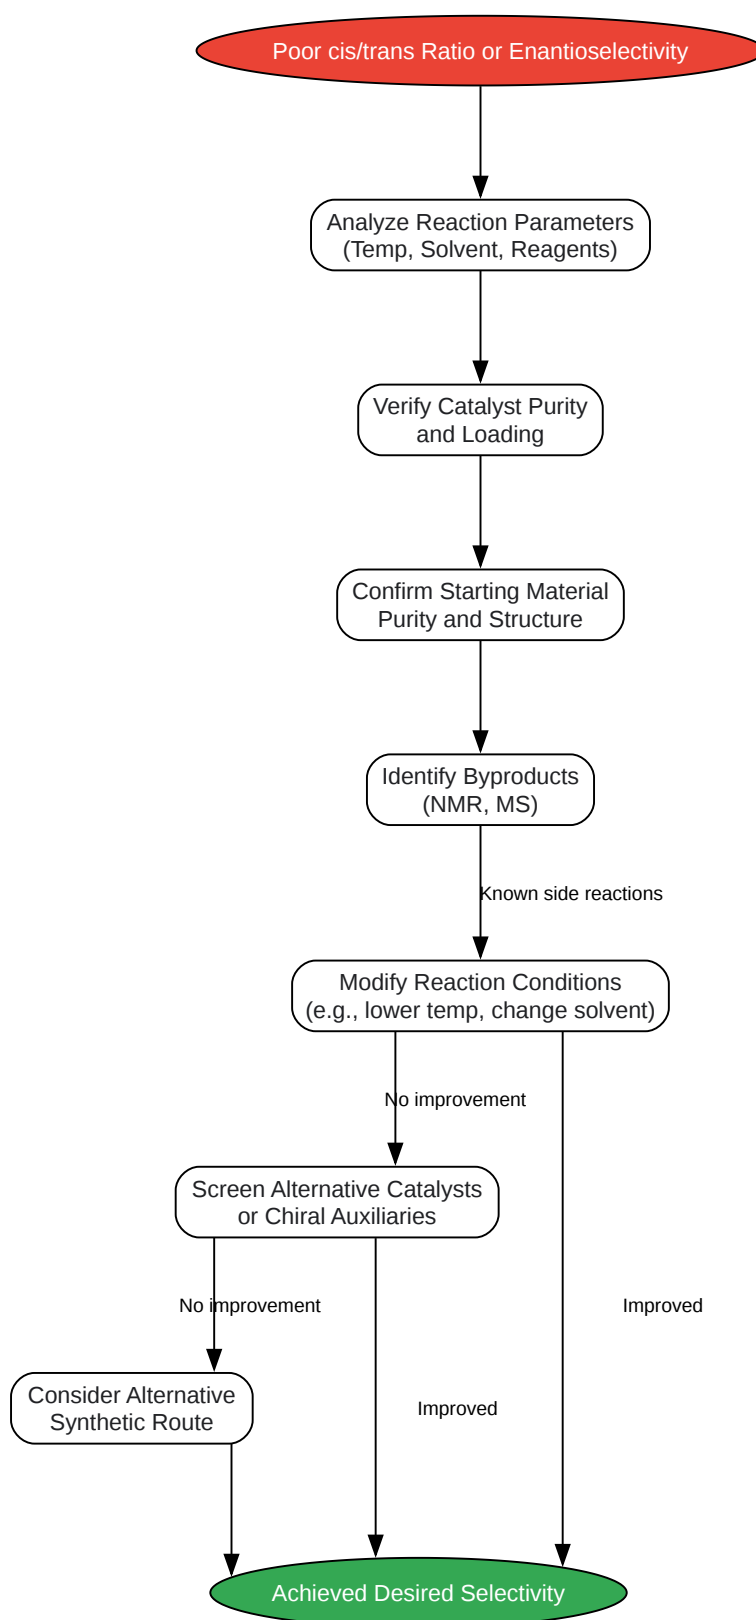 Poor cis/trans Ratio or Enantioselectivity
Analyze Reaction Parameters
(Temp, Solvent, Reagents)
Verify Catalyst Purity
and Loading
Confirm Starting Material
Purity and Structure
Identify Byproducts
(NMR, MS)
Known side reactions
Modify Reaction Conditions
(e.g., lower temp, change solvent)
No improvement
Screen Alternative Catalysts
or Chiral Auxiliaries
No improvement
Improved
Consider Alternative
Synthetic Route
Improved
Achieved Desired Selectivity